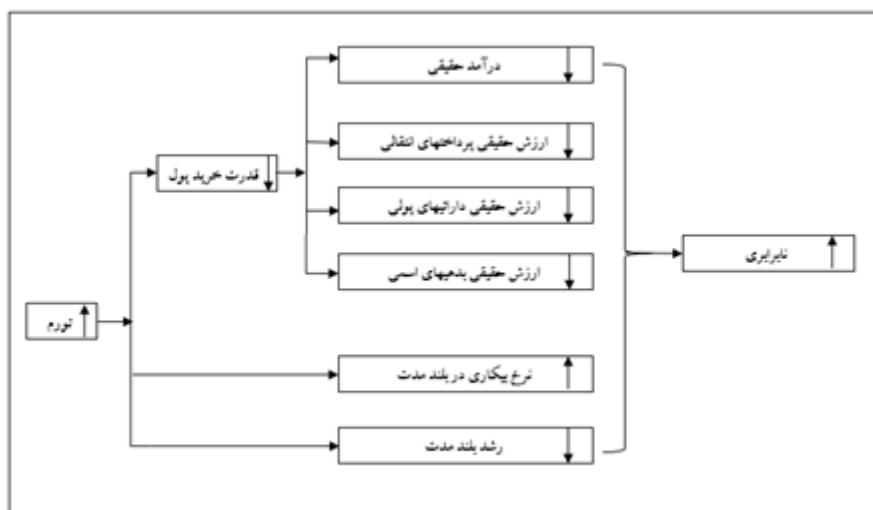 درآمد حقیقی
ارزش حقیقی پرداختهای انتقالی
قدرت خرید پول
ارزش حقیقی دارائیهای پولی
نابرابری
ارزش حقیقی بدهیهای اسمی
تورم
نرخ بیکاری در بلند مدت
رشد بلند مدت